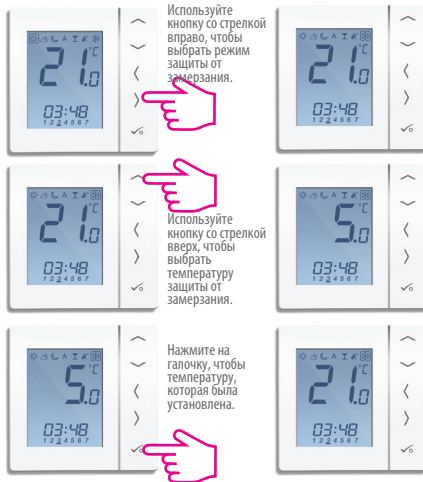 Используйте
кнопку со стрелкой
вправо, чтобы
выбрать режим
защиты от
замерзания.
21.0 °C
03:48
1 2 3 4 5 6 7
21.0 °C
03:48
1 2 3 4 5 6 7
A
21.0 °C
03:48
1 2 3 4 5 6 7
Используйте
кнопку со стрелкой
вверх, чтобы
выбрать
температуру
защиты от
замерзания.
A
5.0 °C
03:48
1 2 3 4 5 6 7
A
5.0 °C
03:48
1 2 3 4 5 6 7
Нажмите на
галочку, чтобы
температуру,
которая была
установлена.
A
21.0 °C
03:48
1 2 3 4 5 6 7